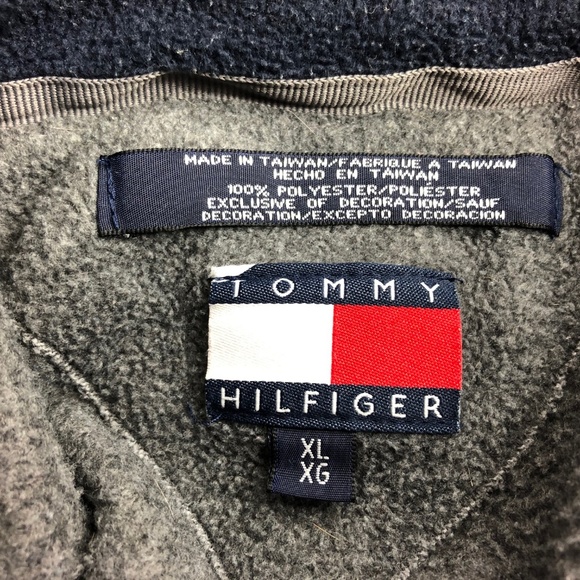 MADE IN TAIWAN/FABRIQUE A TAIWAN
HECHO EN TAIWAN
100% POLYESTER/POLIESTER
EXCLUSIVE OF DECORATION/SAUF
DECORATION/EXCEPTO DECORACION
TOMMY
HILFIGER
XL
XG